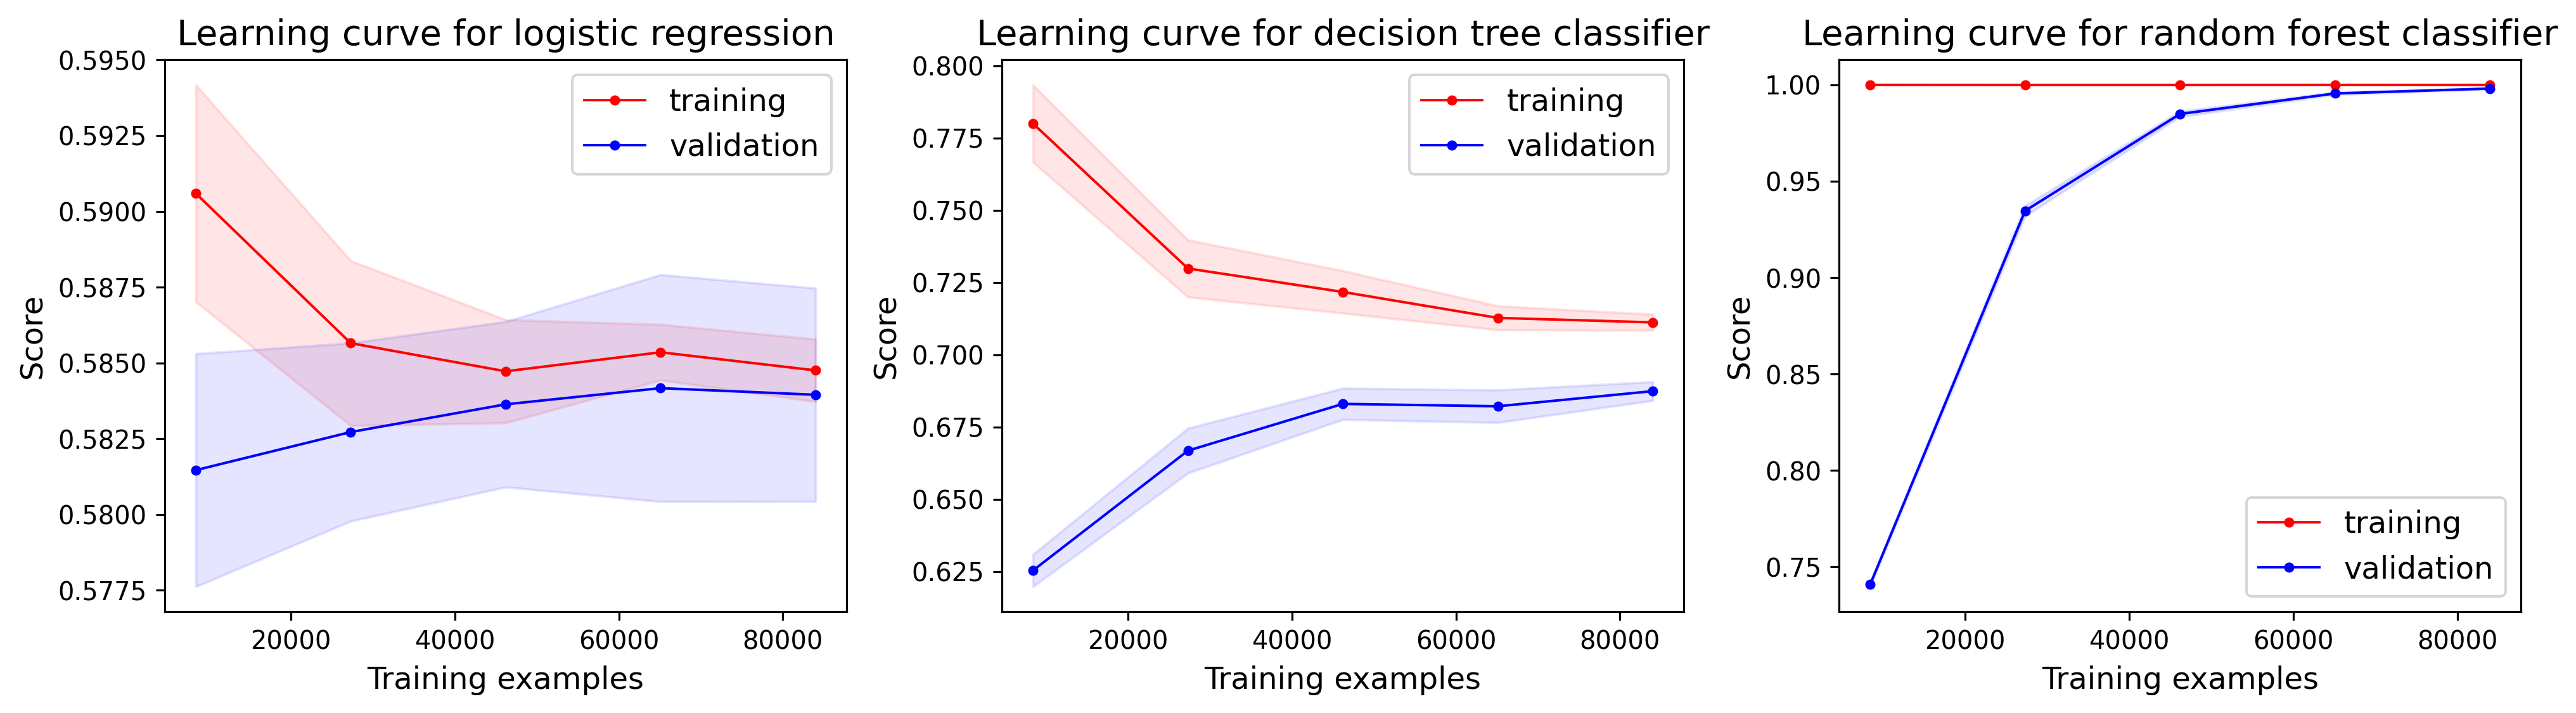 Learning curve for logistic regression
0.5950
0.5925
0.5900
0.5875
0.5850
0.5825
0.5800
0.5775
Score
training
validation
20000 40000 60000 80000
Training examples
Learning curve for decision tree classifier
0.800
0.775
0.750
0.725
0.700
0.675
0.650
0.625
Score
training
validation
20000 40000 60000 80000
Training examples
Learning curve for random forest classifier
1.00
0.95
0.90
0.85
0.80
0.75
Score
training
validation
20000 40000 60000 80000
Training examples